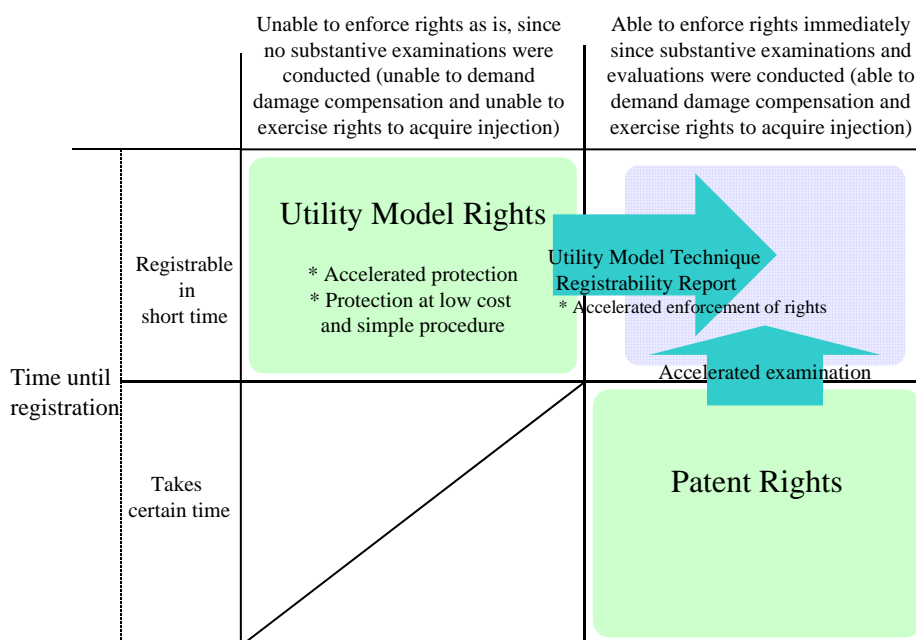 Unable to enforce rights as is, since
no substantive examinations were
conducted (unable to demand
damage compensation and unable to
exercise rights to acquire injection)
Able to enforce rights immediately
since substantive examinations and
evaluations were conducted (able to
demand damage compensation and
exercise rights to acquire injection)
Time until
registration
Registrable
in
short time
Utility Model Rights
* Accelerated protection
* Protection at low cost
and simple procedure
Utility Model Technique
Registrability Report
* Accelerated enforcement of rights
Accelerated examination
Takes
certain time
Patent Rights